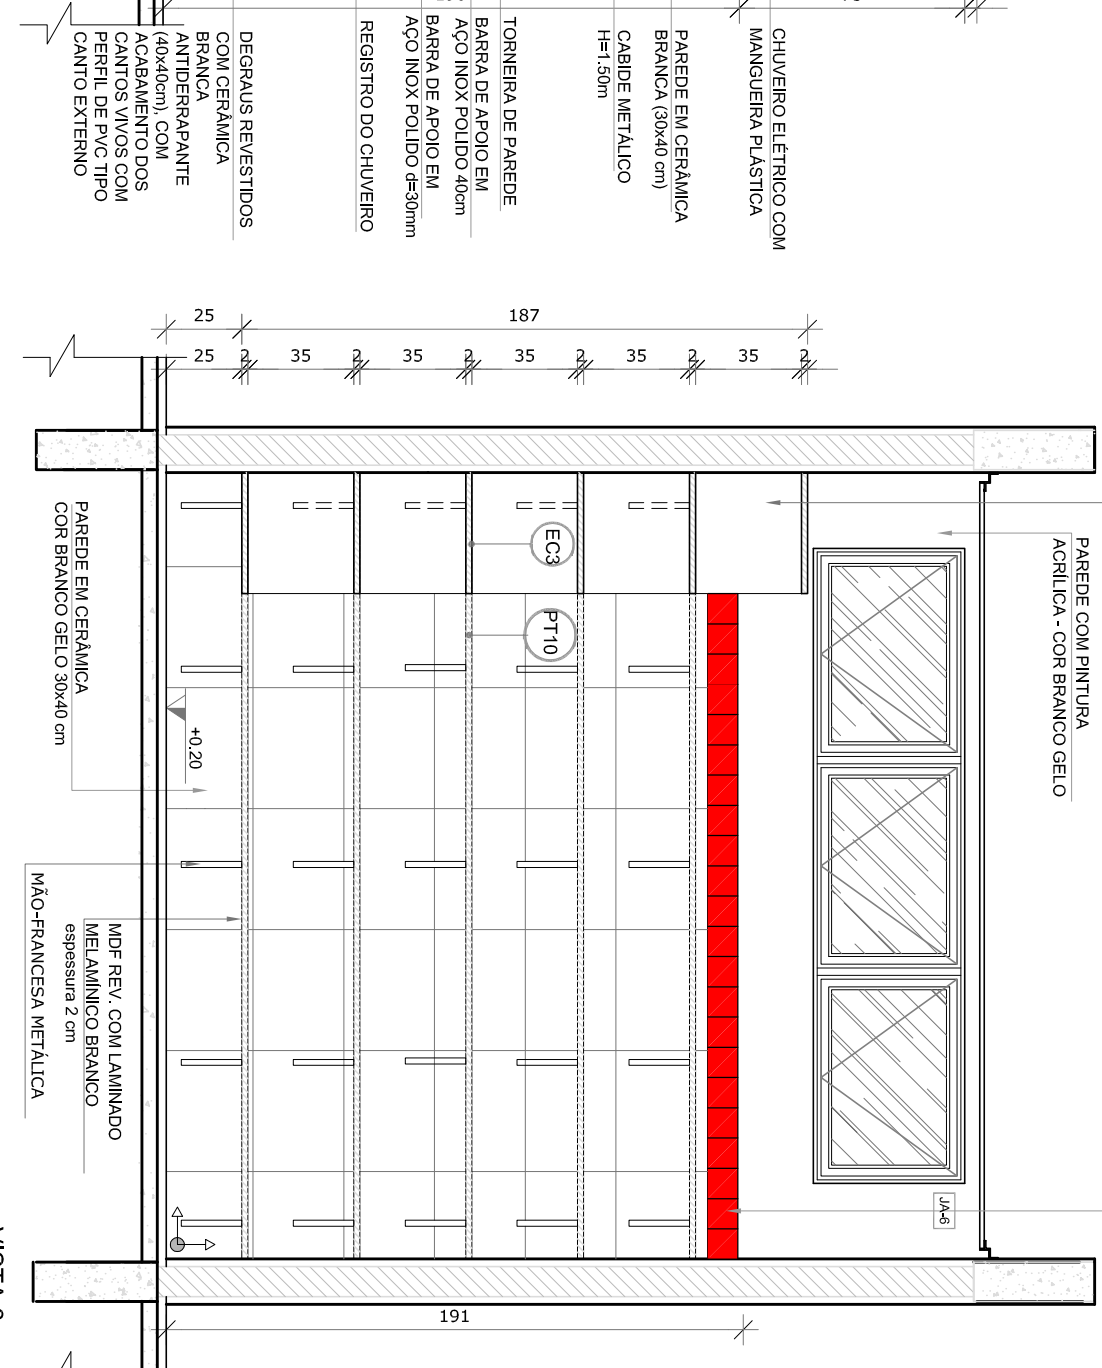 CHUVEIRO ELÉTRICO COM
MANGUEIRA PLÁSTICA
PAREDE EM CERÂMICA
BRANCA (30x40 cm)
CABIDE METÁLICO
H=1.50m
TORNEIRA DE PAREDE
BARRA DE APOIO EM
AÇO INOX POLIDO 40cm
BARRA DE APOIO EM
AÇO INOX POLIDO d=30mm
REGISTRO DO CHUVEIRO
DEGRAUS REVESTIDOS
COM CERÂMICA
BRANCA
ANTIDERRAPANTE
(40x40cm), COM
ACABAMENTO DOS
CANTOS VIVOS COM
PERFIL DE PVC TIPO
CANTO EXTERNO
25
187
25
2
35
2
35
2
35
2
35
2
35
2
PAREDE COM PINTURA
ACRÍLICA - COR BRANCO GELO
EC3
PT10
PAREDE EM CERÂMICA
COR BRANCO GELO 30x40 cm
+0.20
JA-6
MDF REV. COM LAMINADO
MELAMÍNICO BRANCO
espessura 2 cm
MÃO-FRANCESA METÁLICA
191